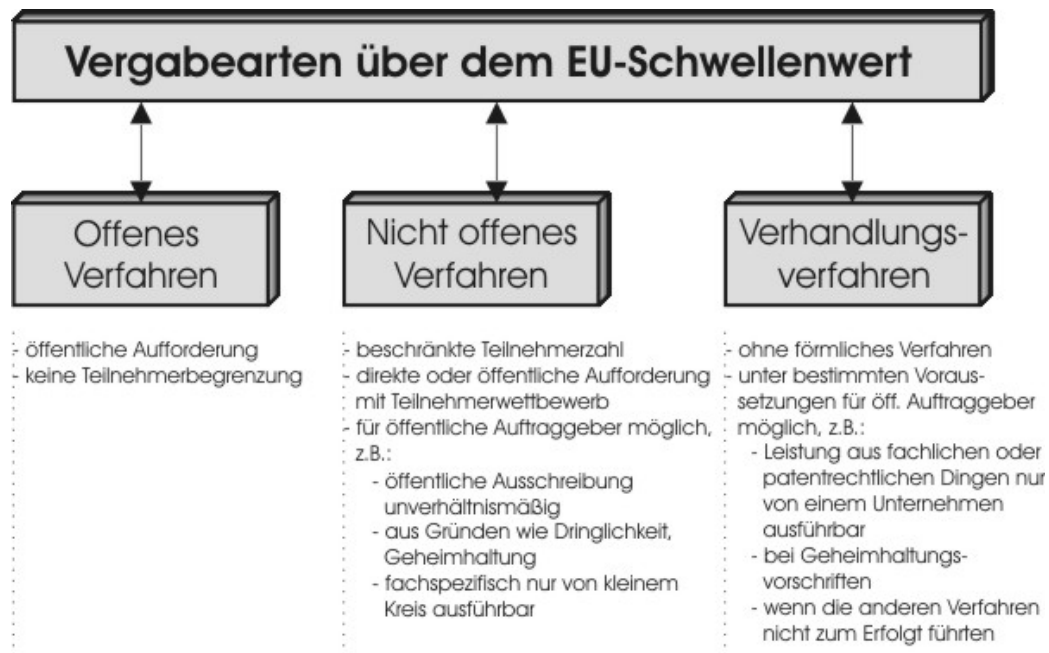 Vergabearten über dem EU-Schwellenwert
Offenes
Verfahren
- öffentliche Aufforderung
- keine Teilnehmerbegrenzung
Nicht offenes
Verfahren
- beschränkte Teilnehmerzahl
- direkte oder öffentliche Aufforderung
mit Teilnehmerwettbewerb
- für öffentliche Auftraggeber möglich,
z.B.:
- öffentliche Ausschreibung
unverhältnismäßig
- aus Gründen wie Dringlichkeit,
Geheimhaltung
- fachspezifisch nur von kleinem
Kreis ausführbar
Verhandlungs-
verfahren
- ohne förmliches Verfahren
- unter bestimmten Voraus-
setzungen für öff. Auftraggeber
möglich, z.B.:
- Leistung aus fachlichen oder
patentrechtlichen Dingen nur
von einem Unternehmen
ausführbar
- bei Geheimhaltungs-
vorschriften
- wenn die anderen Verfahren
nicht zum Erfolgt führten